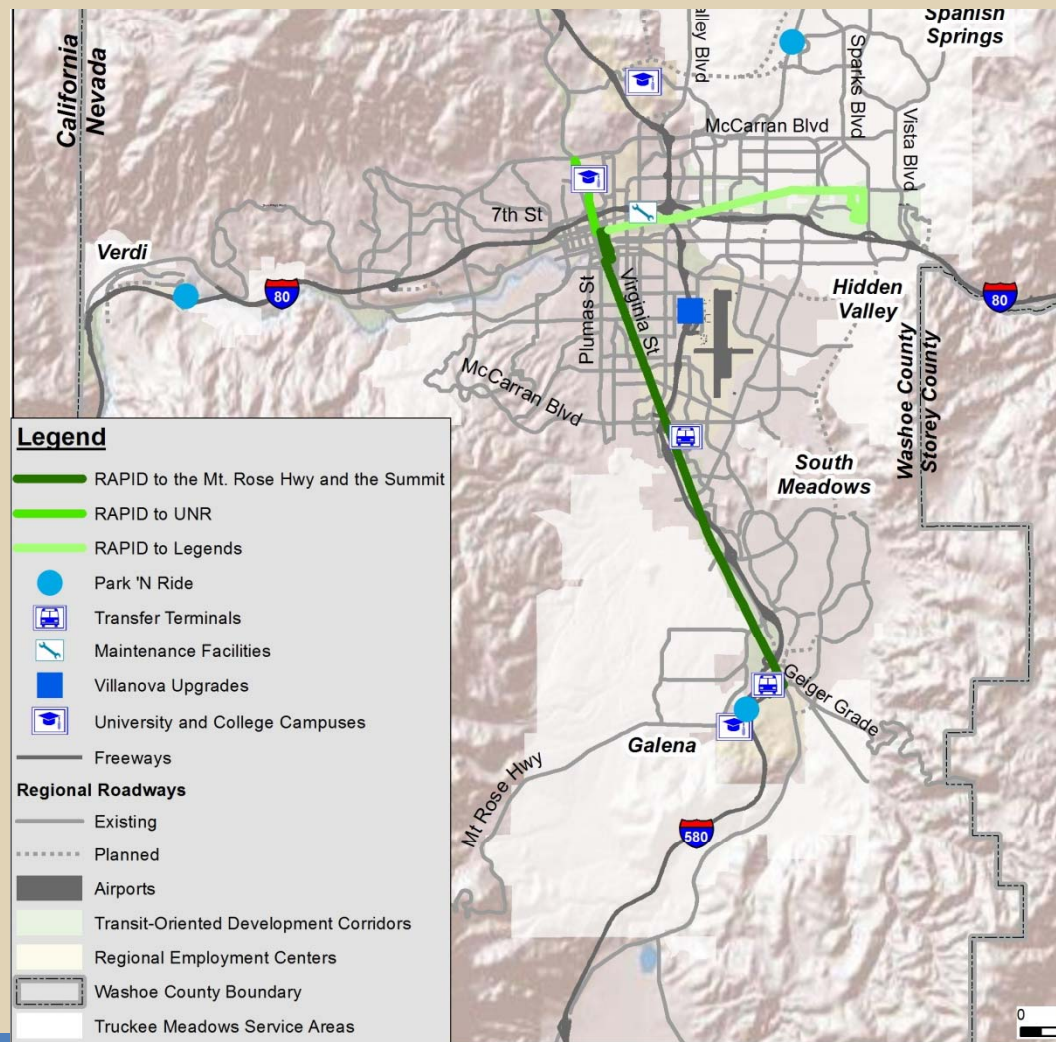 Spanish
Springs
alley Blvd
Sparks Blvd
Vista Blvd
California
Nevada
McCarran Blvd
7th St
Verdi
80
Plumas St
Virginia St
Hidden
Valley
80
McCarran Blvd
Washoe County
Storey County
South
Meadows
Geiger Grade
Galena
Mt Rose Hwy
580
0
Legend
RAPID to the Mt. Rose Hwy and the Summit
RAPID to UNR
RAPID to Legends
Park 'N Ride
Transfer Terminals
Maintenance Facilities
Villanova Upgrades
University and College Campuses
Freeways
Regional Roadways
Existing
Planned
Airports
Transit-Oriented Development Corridors
Regional Employment Centers
Washoe County Boundary
Truckee Meadows Service Areas